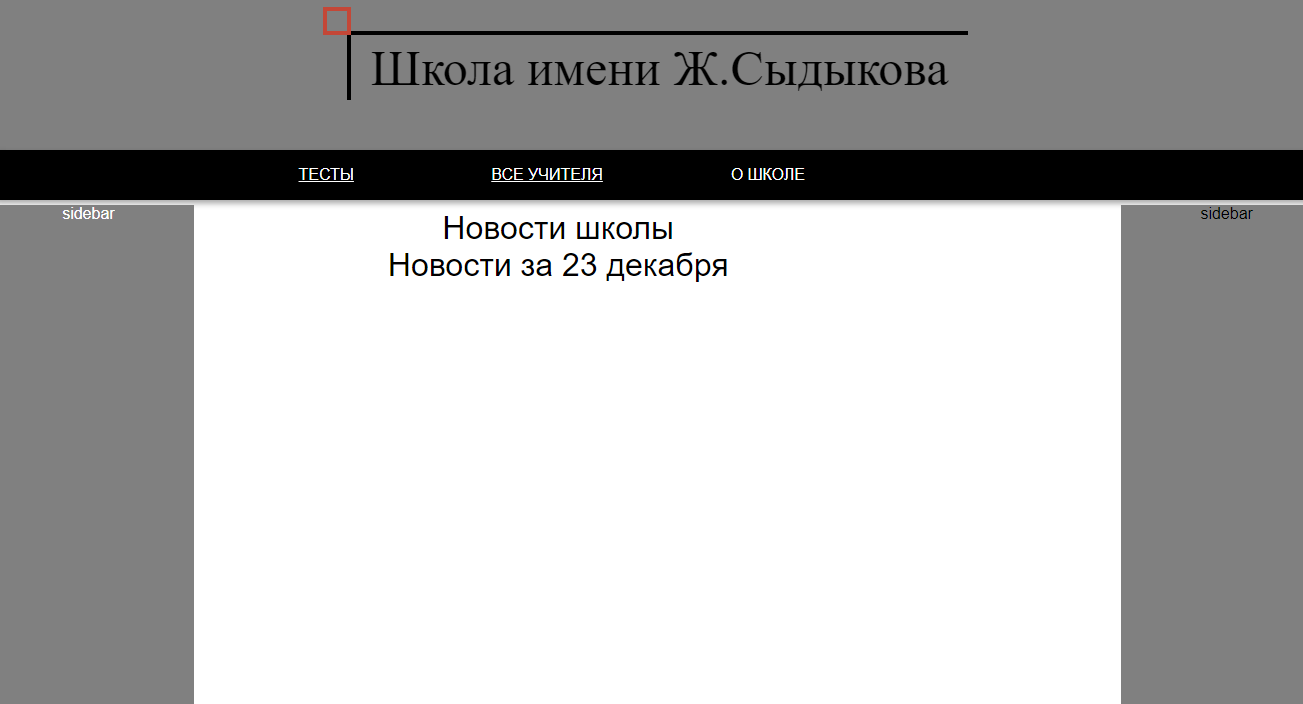 Школа имени Ж.Сыдыкова
ТЕСТЫ ВСЕ УЧИТЕЛЯ О ШКОЛЕ
sidebar
Новости школы
Новости за 23 декабря
sidebar